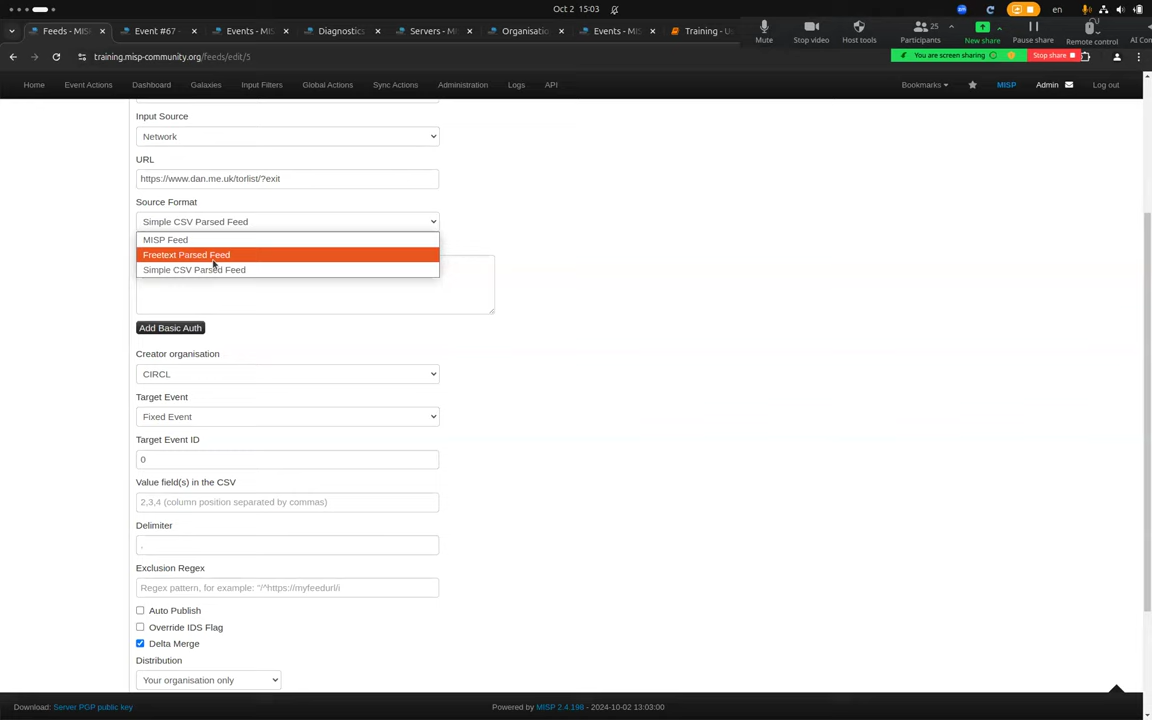 Oct 2 15:03
en
Feeds - MIS
Event #67
Events - MIS
Diagnostics
Servers - M
Organisatio
Events - MIS
Training - U
Mute
Stop video
Host tools
25
Participants
New share
Pause share
Remote control
AI Co
You are screen sharing
Stop share
training.misp-community.org/feeds/edit/5
Home
Event Actions
Dashboard
Galaxies
Input Filters
Global Actions
Sync Actions
Administration
Logs
API
Bookmarks
MISP
Admin
Log out
Input Source
Network
URL
https://www.dan.me.uk/torlist/?exit
Source Format
Simple CSV Parsed Feed
MISP Feed
Freetext Parsed Feed
Simple CSV Parsed Feed
Add Basic Auth
Creator organisation
CIRCL
Target Event
Fixed Event
Target Event ID
0
Value field(s) in the CSV
2,3,4 (column position separated by commas)
Delimiter
,
Exclusion Regex
Regex pattern, for example: "/^https://myfeedurl/i
Auto Publish
Override IDS Flag
Delta Merge
Distribution
Your organisation only
Download: Server PGP public key
Powered by MISP 2.4.198 - 2024-10-02 13:03:00